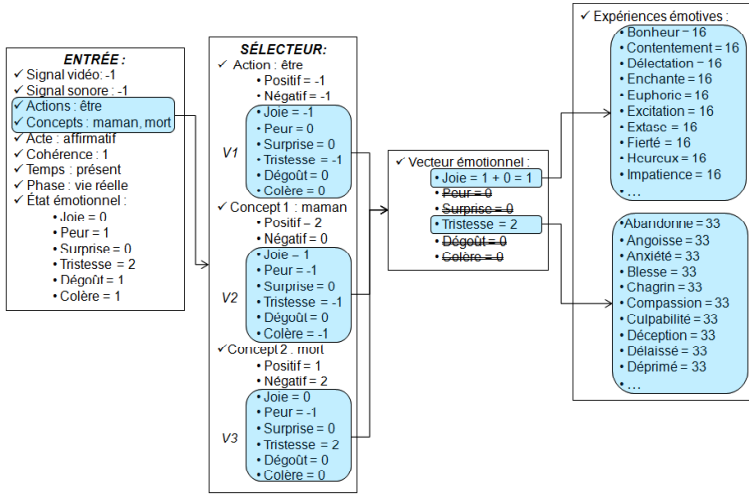 ENTRÉE :
✓ Signal vidéo: -1
✓ Signal sonore: -1
✓ Actions : être
✓ Concepts : maman, mort
✓ Acte : affirmatif
✓ Cohérence : 1
✓ Temps : présent
✓ Phase : vie réelle
✓ État émotionnel :
• Joie = 0
• Peur = 1
• Surprise = 0
• Tristesse = 2
• Dégoût = 1
• Colère = 1
SÉLECTEUR:
✓ Action : être
• Positif = -1
• Négatif = -1
V1
• Joie = -1
• Peur = 0
• Surprise = 0
• Tristesse = -1
• Dégoût = 0
• Colère = 0
✓ Concept 1 : maman
• Positif = 2
• Négatif = 0
V2
• Joie = 1
• Peur = -1
• Surprise = 0
• Tristesse = -1
• Dégoût = 0
• Colère = -1
✓ Concept 2 : mort
• Positif = 1
• Négatif = 2
V3
• Joie = 0
• Peur = -1
• Surprise = 0
• Tristesse = 2
• Dégoût = 0
• Colère = 0
✓ Vecteur émotionnel :
• Joie = 1 + 0 = 1
• Peur = 0
• Surprise = 0
• Tristesse = 2
• Dégoût = 0
• Colère = 0
✓ Expériences émotives :
• Bonheur = 16
• Contentement = 16
• Délectation = 16
• Enchante = 16
• Euphorie = 16
• Excitation = 16
• Extase = 16
• Fierté = 16
• Heureux = 16
• Impatience = 16
• ...
• Abandonne = 33
• Angoisse = 33
• Anxiété = 33
• Blesse = 33
• Chagrin = 33
• Compassion = 33
• Culpabilité = 33
• Déception = 33
• Délaissé = 33
• Déprimé = 33
• ...